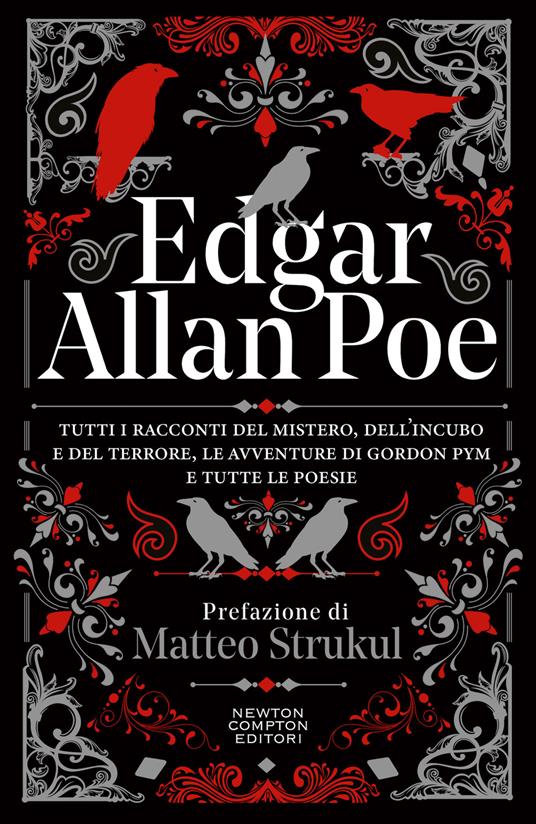 Edgar
Allan Poe
TUTTI I RACCONTI DEL MISTERO, DELL'INCUBO
E DEL TERRORE, LE AVVENTURE DI GORDON PYM
E TUTTE LE POESIE
Prefazione di
Matteo Strukul
NEWTON
COMPTON
EDITORI